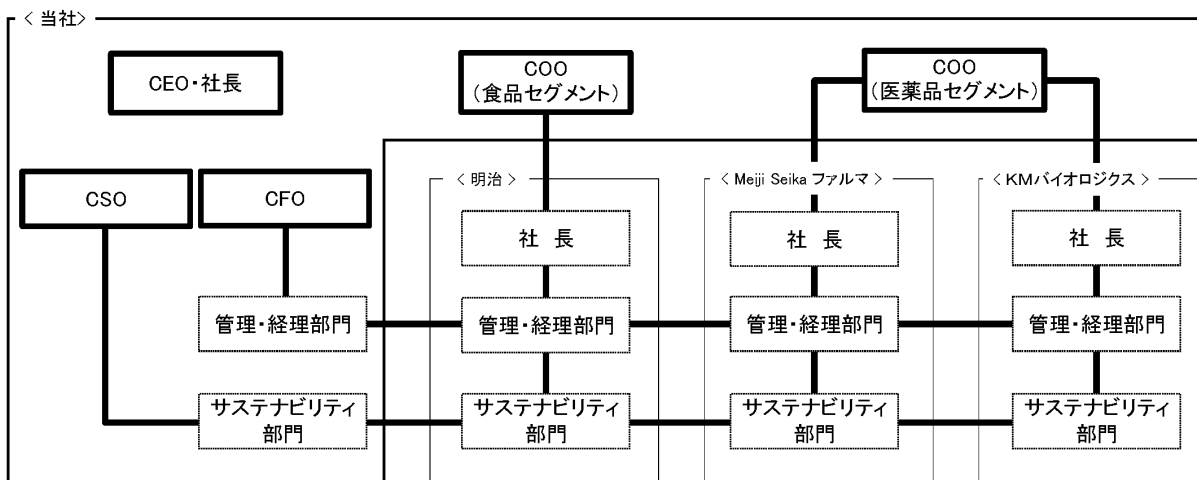 < 当社>
CEO・社長
COO
(食品セグメント)
COO
(医薬品セグメント)
CSO
CFO
< 明治 >
< Meiji Seika ファルマ >
< KMバイオロジクス >
社 長
社 長
社 長
管理・経理部門
管理・経理部門
管理・経理部門
管理・経理部門
サステナビリティ
部門
サステナビリティ
部門
サステナビリティ
部門
サステナビリティ
部門